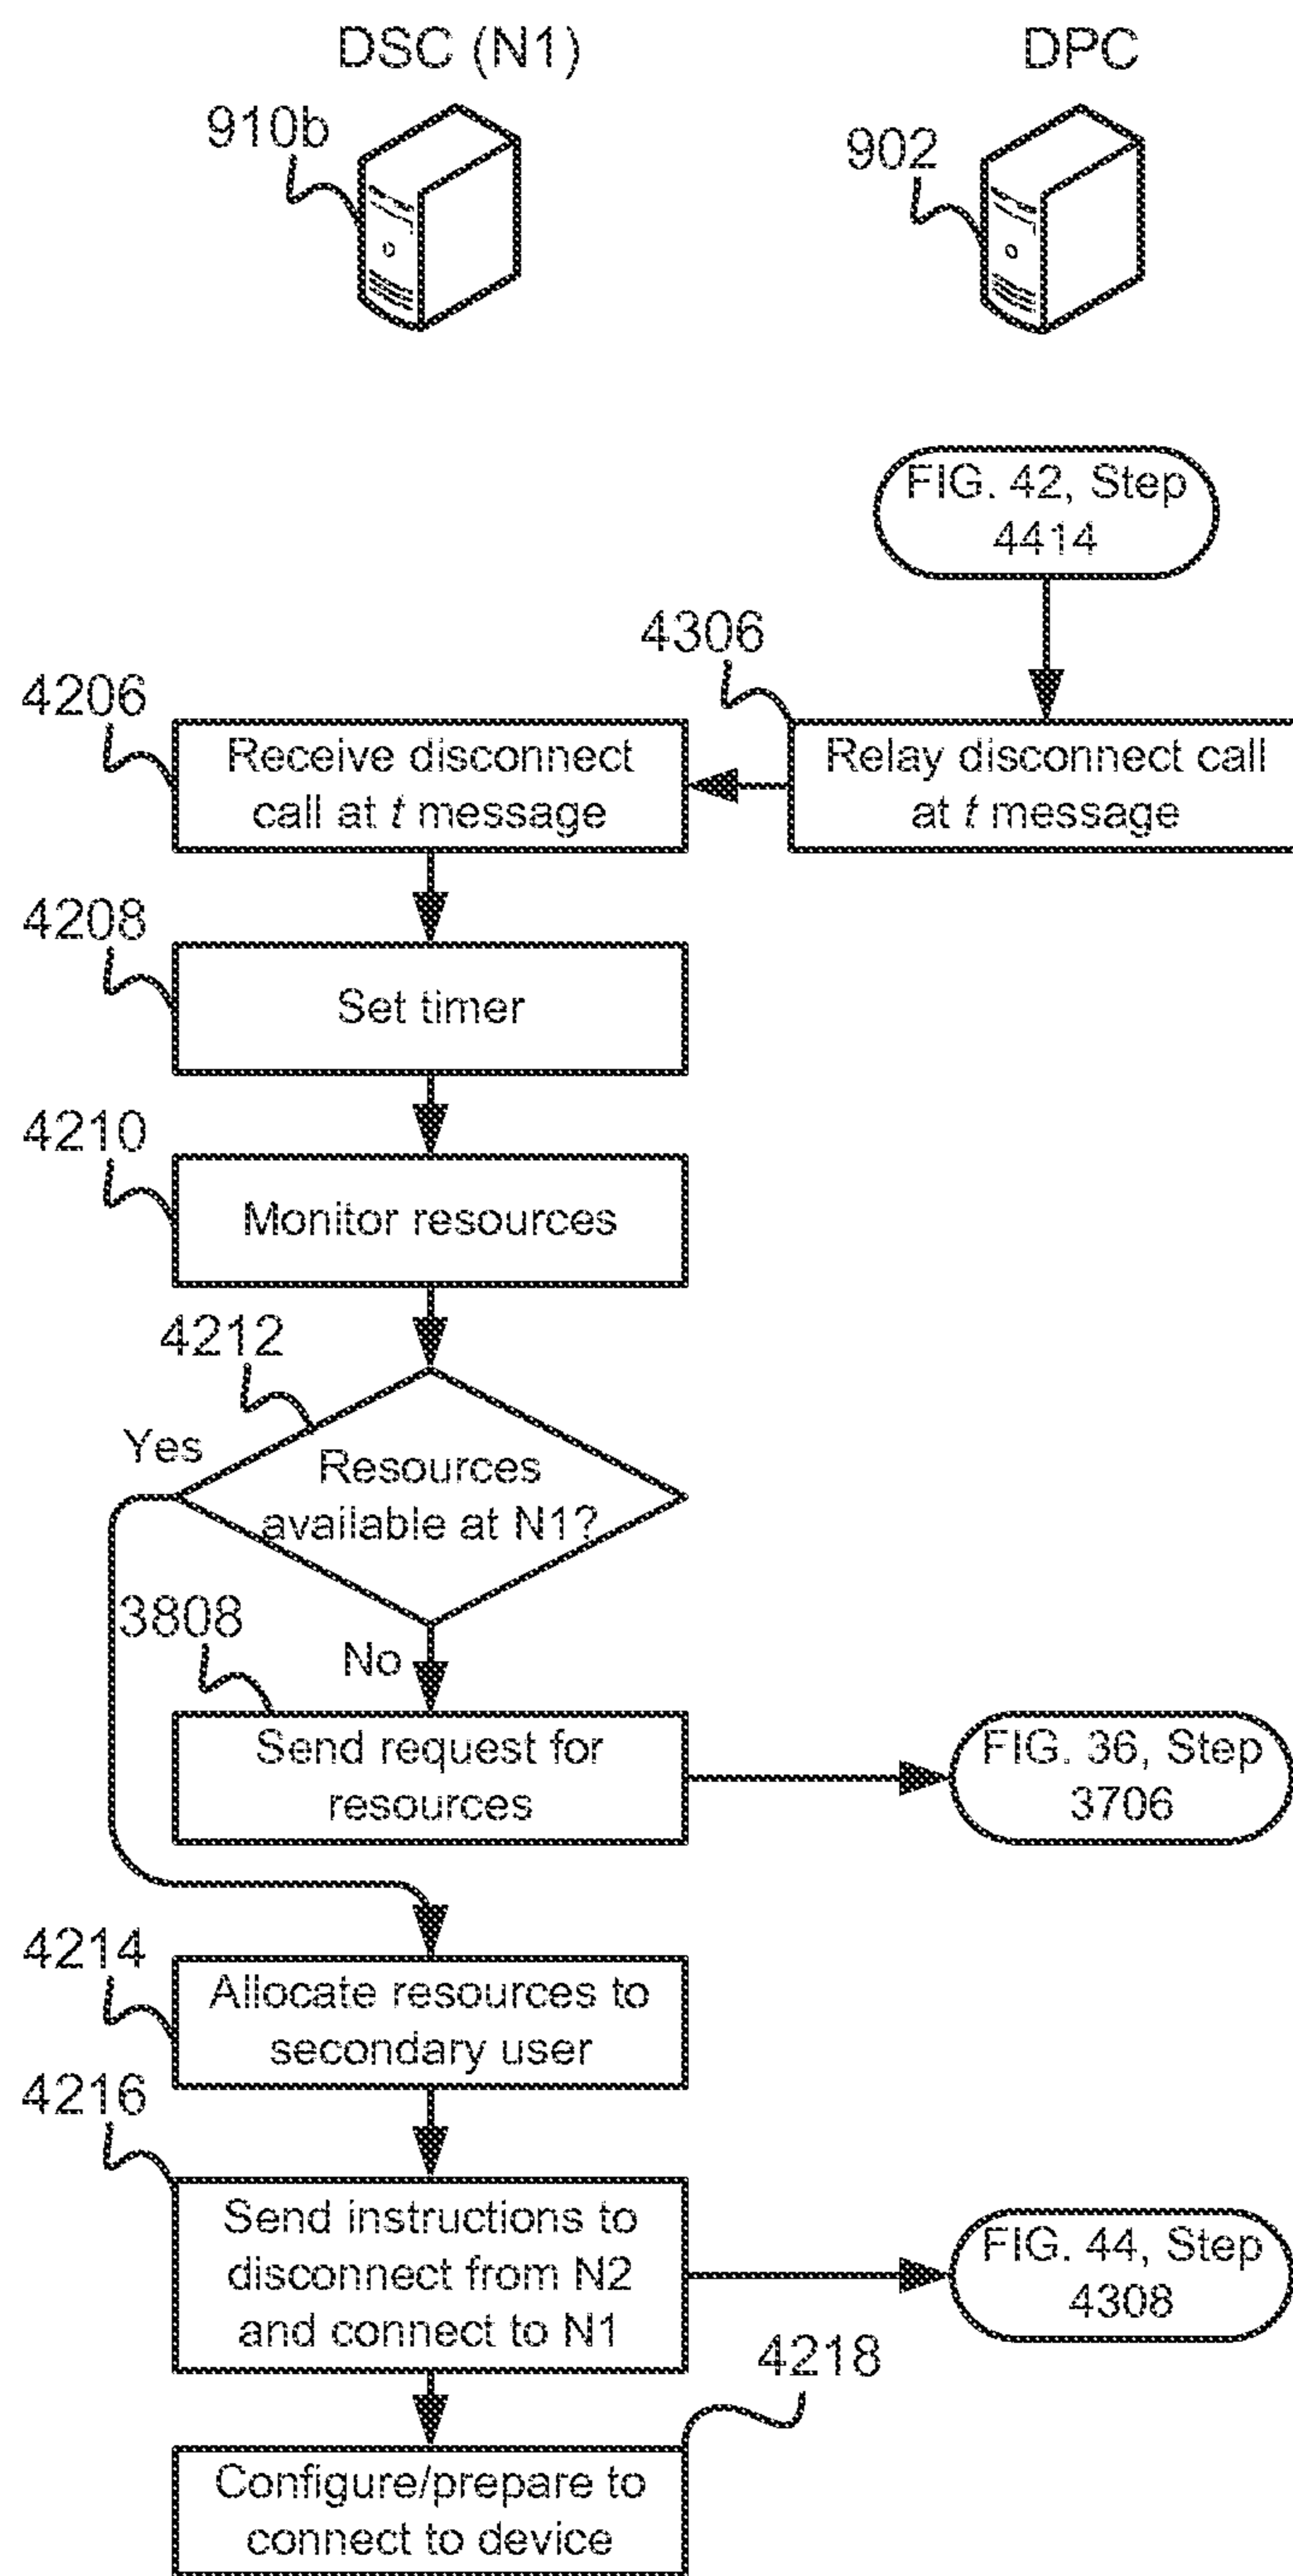 DSC (N1)
DPC
910b
902
FIG. 42, Step
4414
4306
4206
Receive disconnect
call at t message
Relay disconnect call
at t message
4208
Set timer
4210
Monitor resources
4212
Yes
Resources
available at N1?
3808
No
Send request for
resources
FIG. 36, Step
3706
4214
Allocate resources to
secondary user
4216
Send instructions to
disconnect from N2
and connect to N1
FIG. 44, Step
4308
4218
Configure/prepare to
connect to device